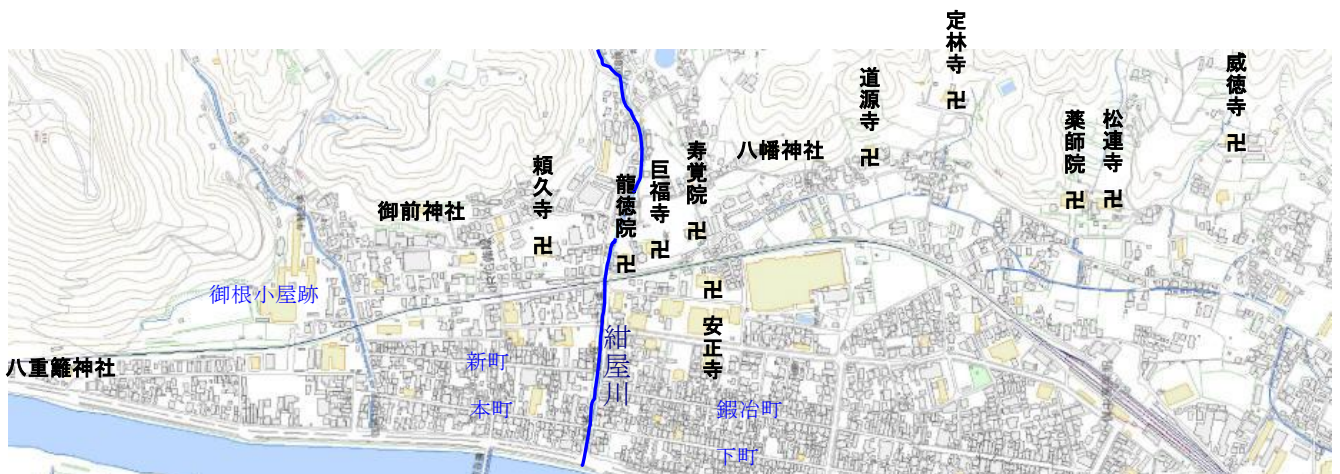 定林寺
威徳寺
道源寺
薬師院
松連寺
八幡神社
寿覚院
巨福寺
龍徳院
頼久寺
御前神社
御根小屋跡
安正寺
紺屋川
新町
八重籬神社
本町
鍛冶町
下町